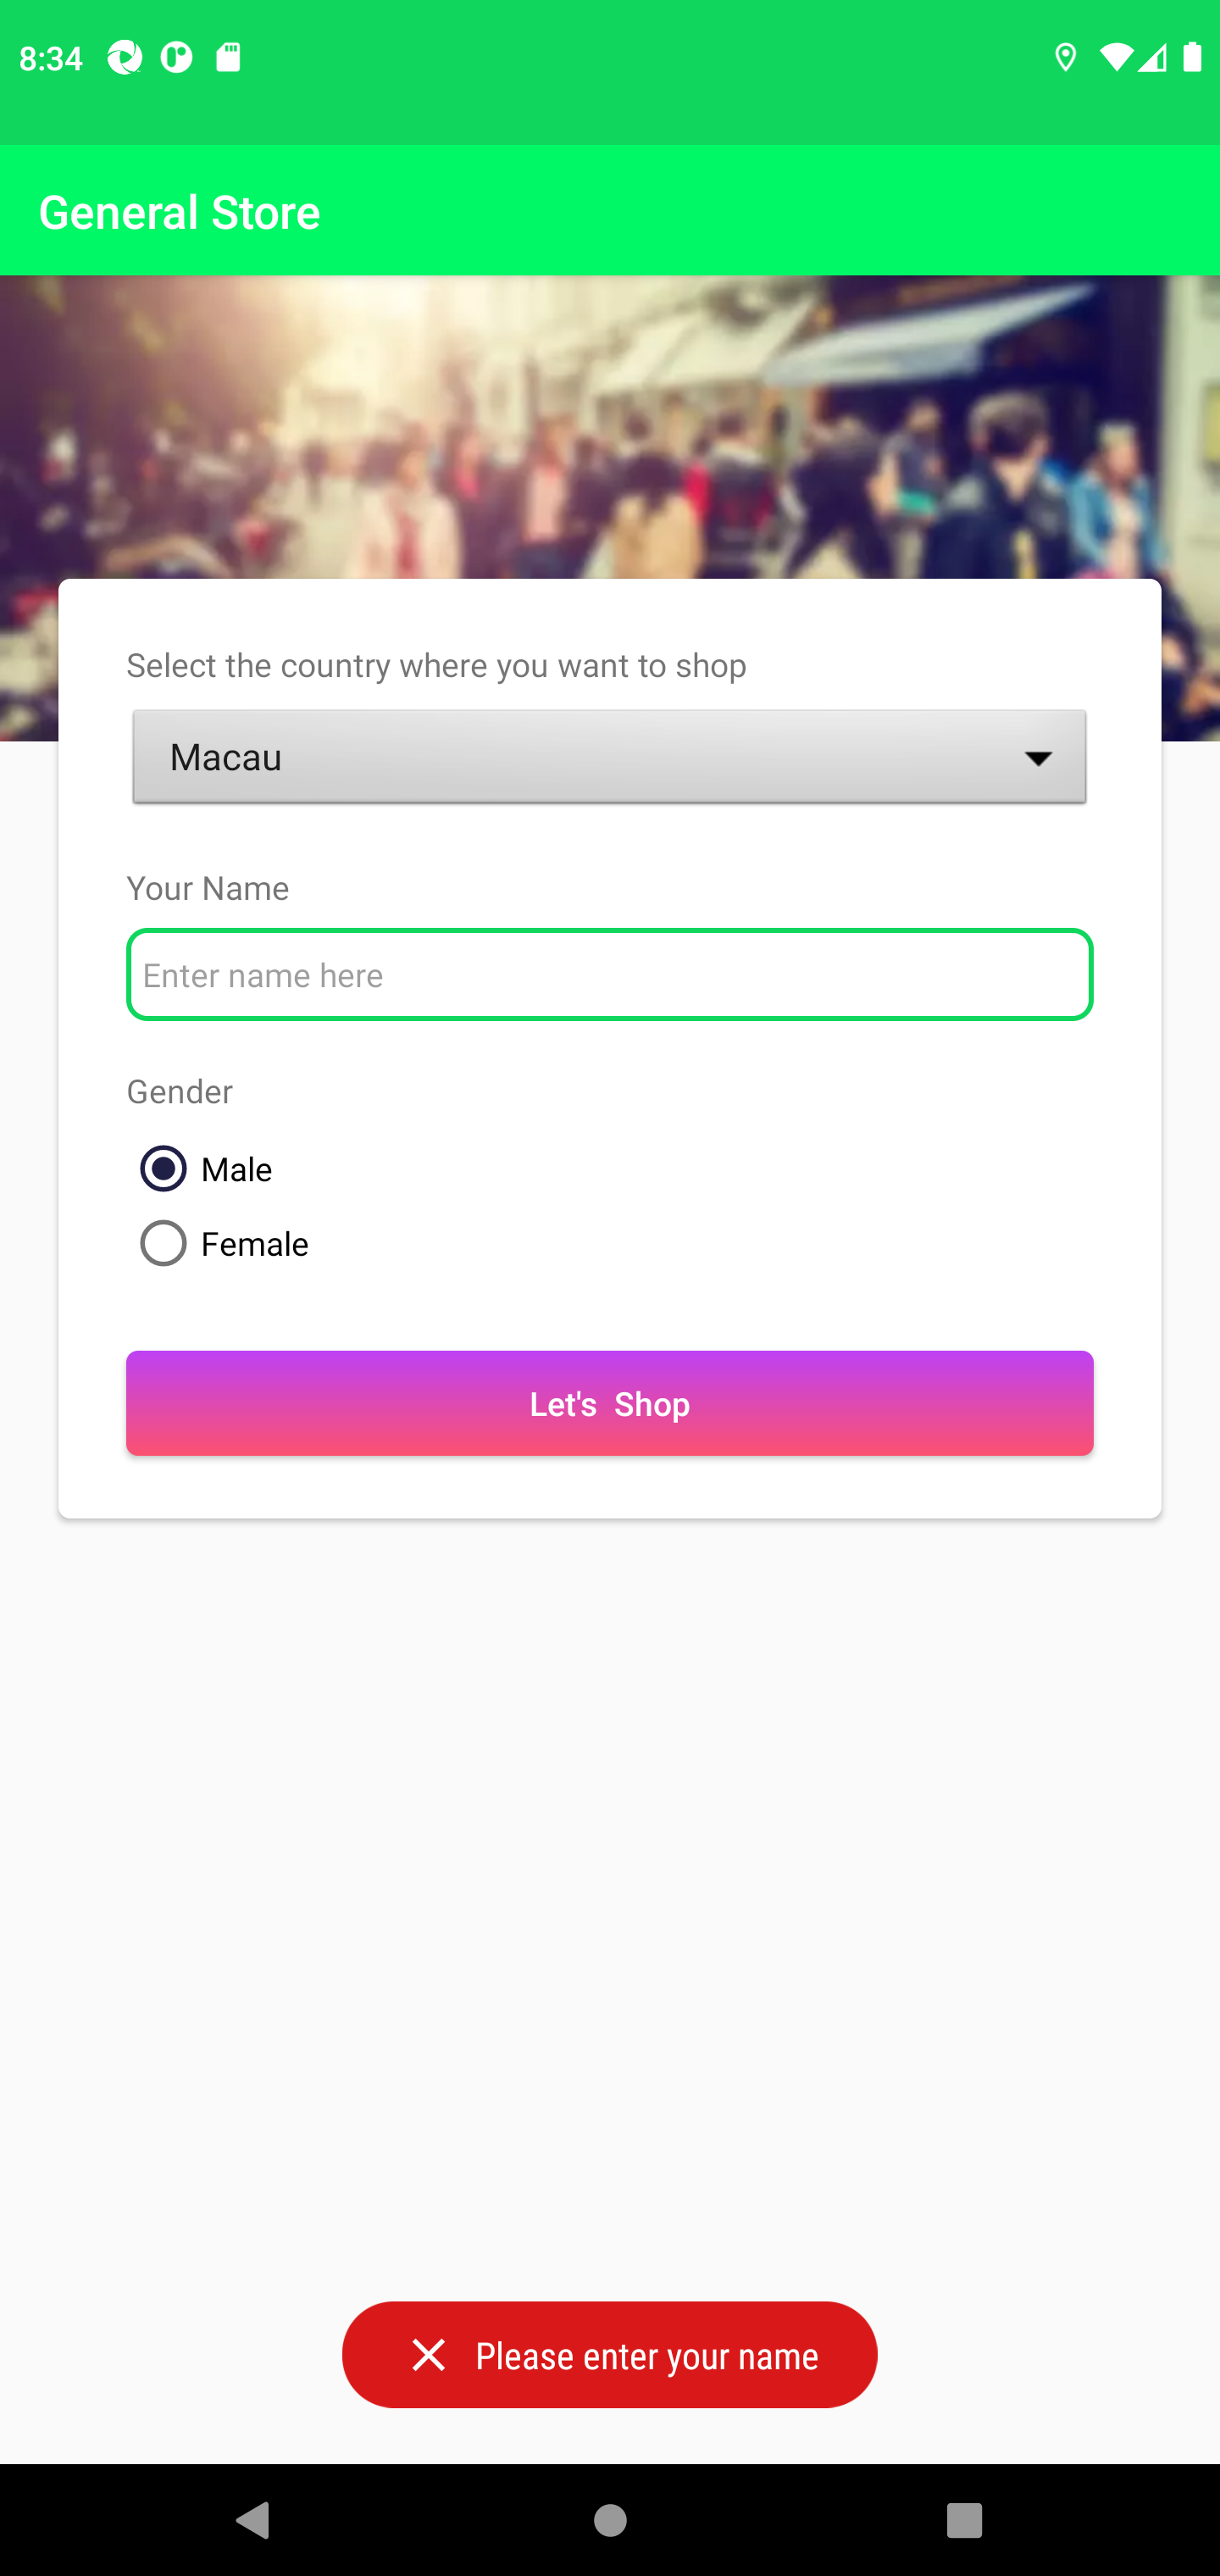 8:34
General Store
Select the country where you want to shop
Macau
Your Name
Enter name here
Gender
Male
Female
Let's  Shop
Please enter your name